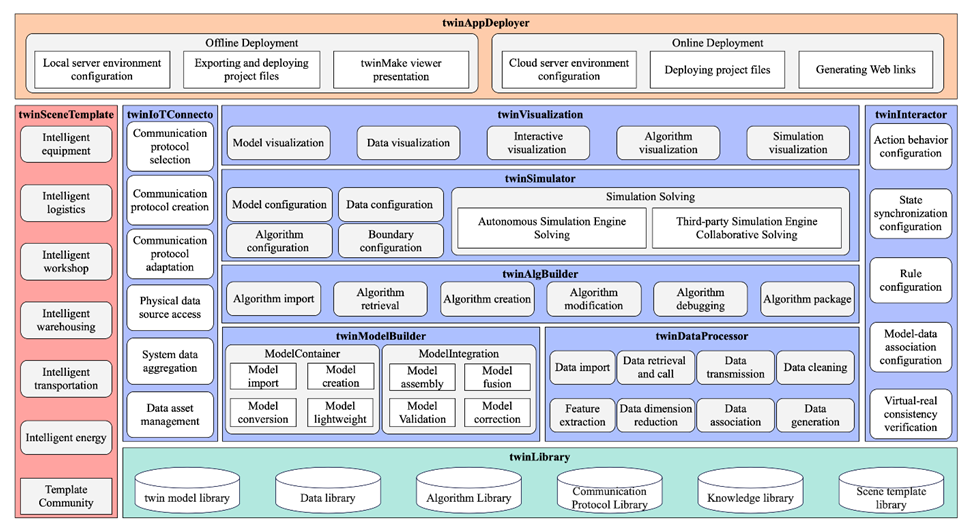 twinAppDeployer
Offline Deployment
Local server environment
configuration
Exporting and deploying
project files
twinMake viewer
presentation
Online Deployment
Cloud server environment
configuration
Deploying project files
Generating Web links
twinSceneTemplate
Intelligent
equipment
Intelligent
logistics
Intelligent
workshop
Intelligent
warehousing
Intelligent
transportation
Intelligent energy
Template
Community
twinIoTConnecto
Communication
protocol
selection
Communication
protocol creation
Communication
protocol
adaptation
Physical data
source access
System data
aggregation
Data asset
management
twinVisualization
Model visualization
Data visualization
Interactive
visualization
Algorithm
visualization
Simulation
visualization
twinSimulator
Model configuration
Data configuration
Algorithm
configuration
Boundary
configuration
Simulation Solving
Autonomous Simulation Engine
Solving
Third-party Simulation Engine
Collaborative Solving
twinAlgBuilder
Algorithm import
Algorithm
retrieval
Algorithm creation
Algorithm
modification
Algorithm
debugging
Algorithm package
twinModelBuilder
ModelContainer
Model
import
Model
creation
Model
conversion
Model
lightweight
ModelIntegration
Model
assembly
Model
fusion
Model
Validation
Model
correction
twinDataProcessor
Data import
Data retrieval
and call
Data
transmission
Data cleaning
Feature
extraction
Data dimension
reduction
Data
association
Data
generation
twinInteractor
Action behavior
configuration
State
synchronization
configuration
Rule
configuration
Model-data
association
configuration
Virtual-real
consistency
verification
twinLibrary
twin model library
Data library
Algorithm Library
Communication
Protocol Library
Knowledge library
Scene template
library